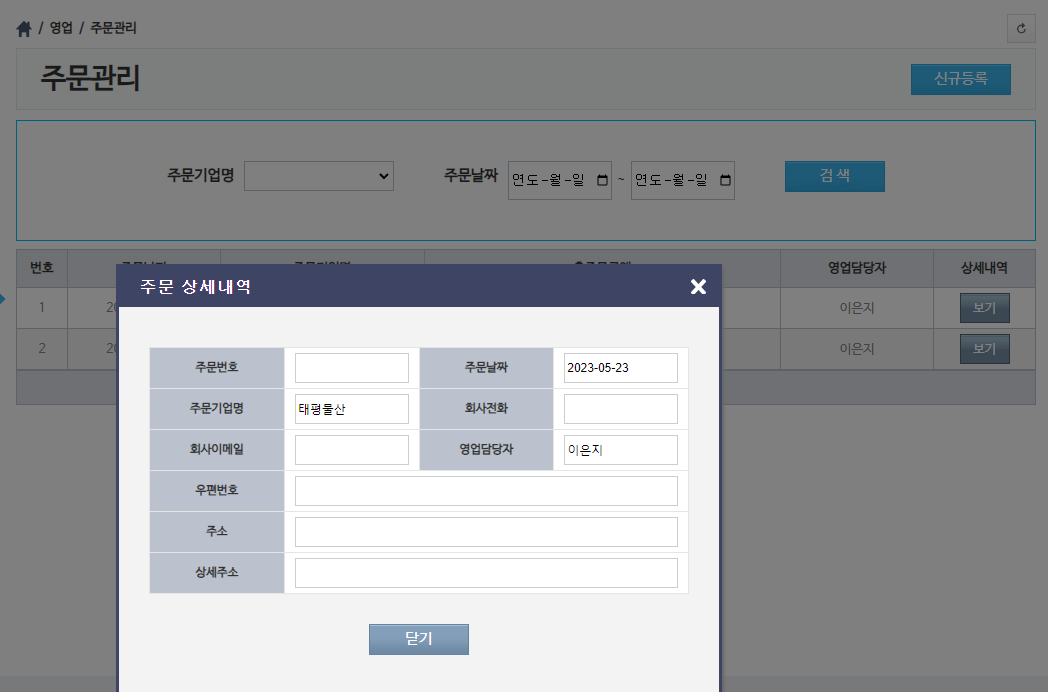 / 영업 / 주문관리
주문관리
신규등록
주문기업명 주문날짜 연도-월-일 ~ 연도-월-일 검 색
번호 영업담당자 상세내역
1 이은지 보기
2 이은지 보기
주문 상세내역
주문번호 주문날짜 2023-05-23
주문기업명 태평물산 회사전화
회사이메일 영업담당자 이은지
우편번호
주소
상세주소
닫기